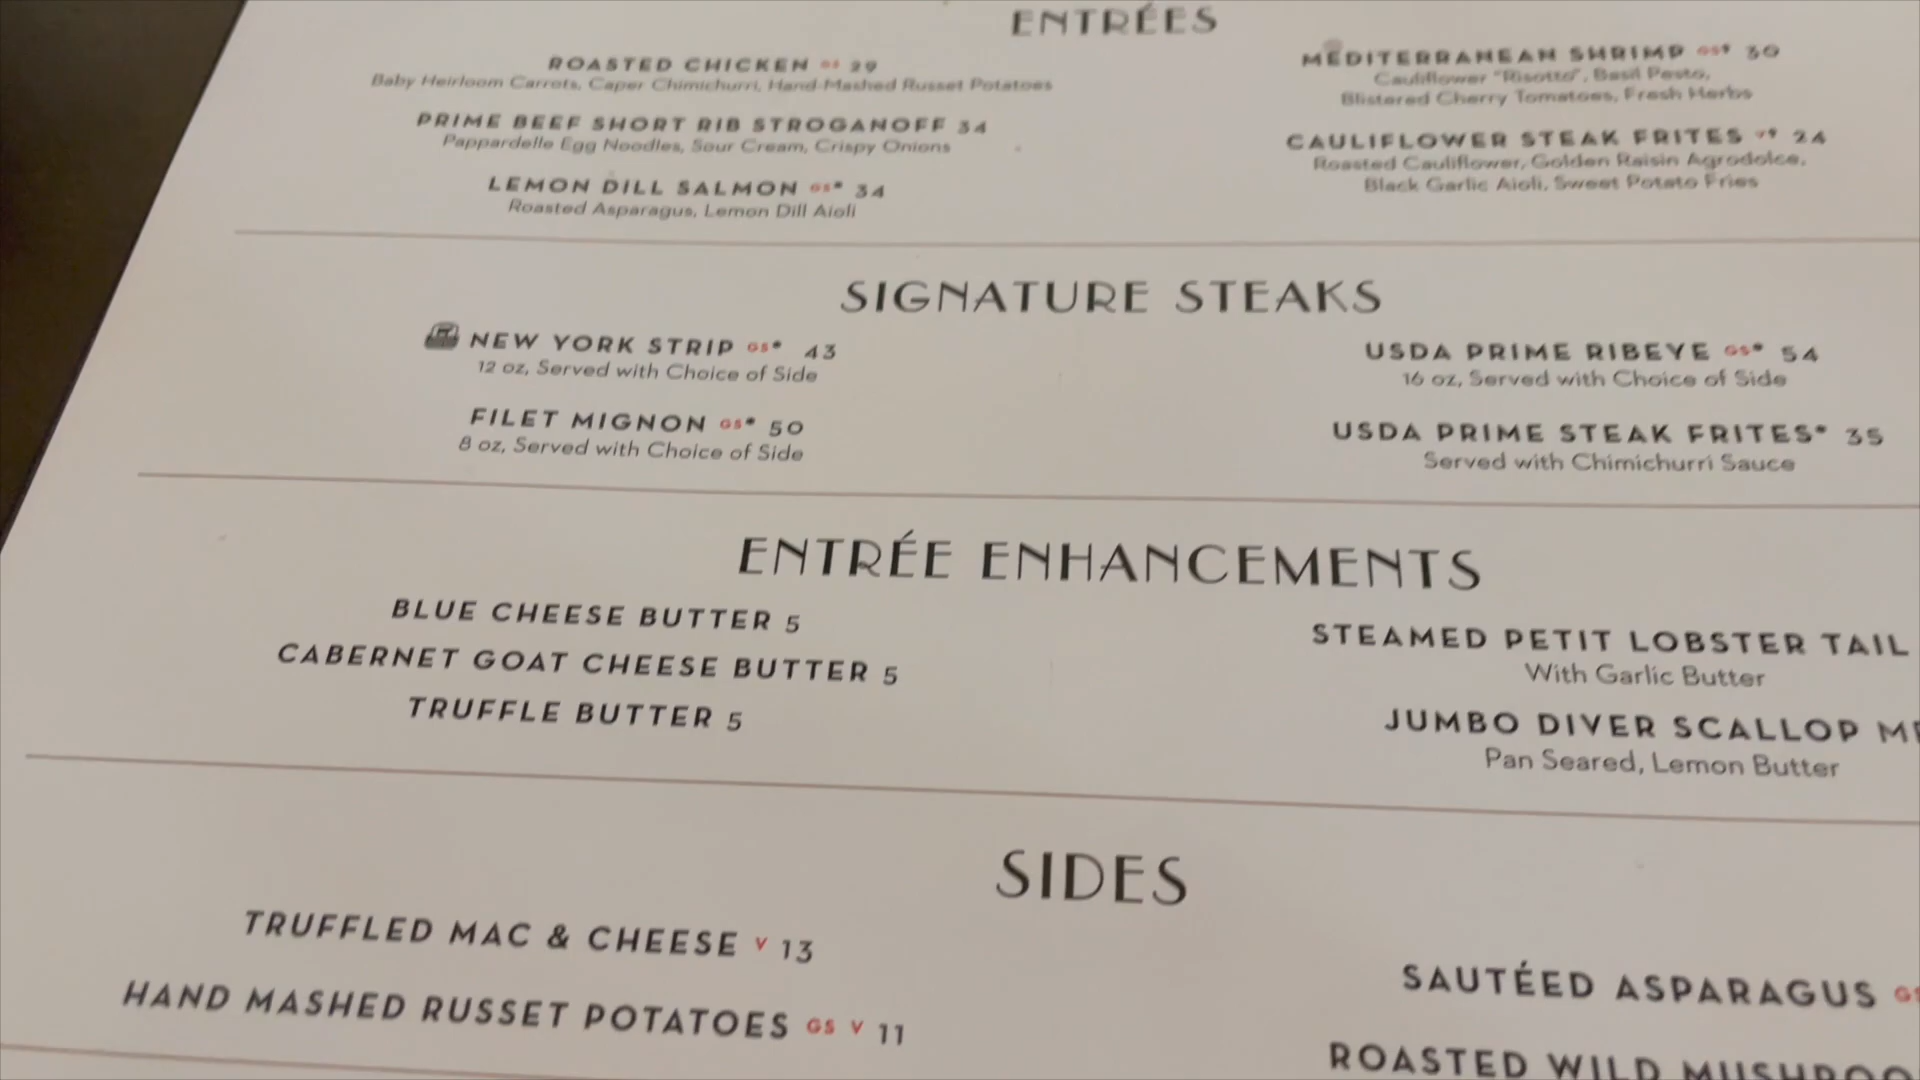 ENTRÉES
ROASTED CHICKEN GS 29
Baby Heirloom Carrots, Caper Chimichurri, Hand-Mashed Russet Potatoes
PRIME BEEF SHORT RIB STROGANOFF 34
Pappardelle Egg Noodles, Sour Cream, Crispy Onions
LEMON DILL SALMON GS* 34
Roasted Asparagus, Lemon Dill Aioli
MEDITERRANEAN SHRIMP GS* 30
Cauliflower "Risotto", Basil Pesto,
Blistered Cherry Tomatoes, Fresh Herbs
CAULIFLOWER STEAK FRITES 24
Roasted Cauliflower, Golden Raisin Agrodolce,
Black Garlic Aioli, Sweet Potato Fries
SIGNATURE STEAKS
NEW YORK STRIP GS* 43
12 oz, Served with Choice of Side
FILET MIGNON GS* 50
8 oz, Served with Choice of Side
USDA PRIME RIBEYE GS* 54
16 oz, Served with Choice of Side
USDA PRIME STEAK FRITES* 35
Served with Chimichurri Sauce
ENTRÉE ENHANCEMENTS
BLUE CHEESE BUTTER 5
CABERNET GOAT CHEESE BUTTER 5
TRUFFLE BUTTER 5
STEAMED PETIT LOBSTER TAIL
With Garlic Butter
JUMBO DIVER SCALLOP
Pan Seared, Lemon Butter
SIDES
TRUFFLED MAC & CHEESE V 13
HAND MASHED RUSSET POTATOES GS V 11
SAUTÉED ASPARAGUS
ROASTED WILD